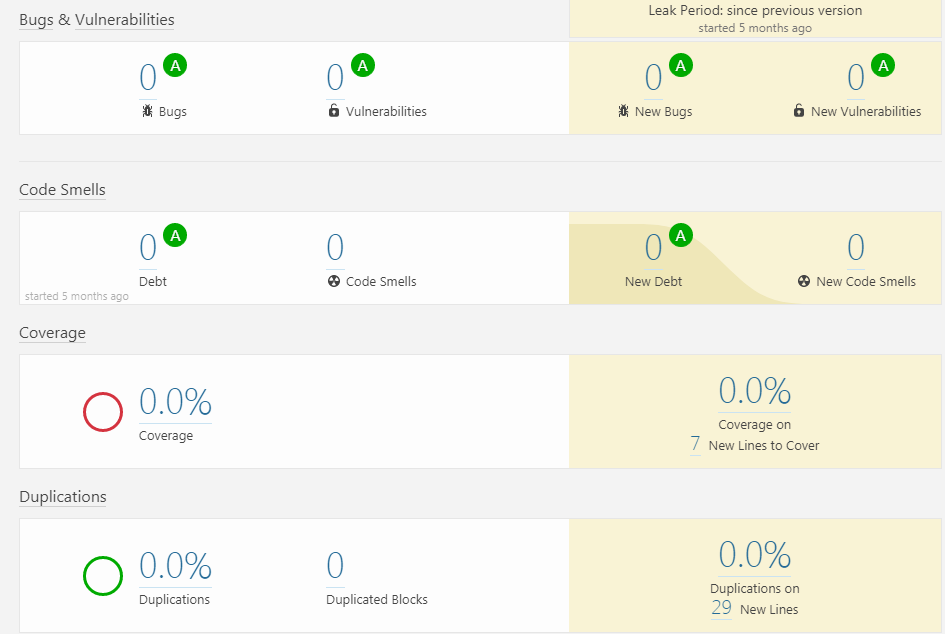 Bugs & Vulnerabilities
Leak Period: since previous version
started 5 months ago
0 A
Bugs
0 A
Vulnerabilities
0 A
New Bugs
0 A
New Vulnerabilities
Code Smells
0 A
Debt
started 5 months ago
0
Code Smells
0 A
New Debt
0
New Code Smells
Coverage
0.0%
Coverage
0.0%
Coverage on
7 New Lines to Cover
Duplications
0.0%
Duplications
0
Duplicated Blocks
0.0%
Duplications on
29 New Lines